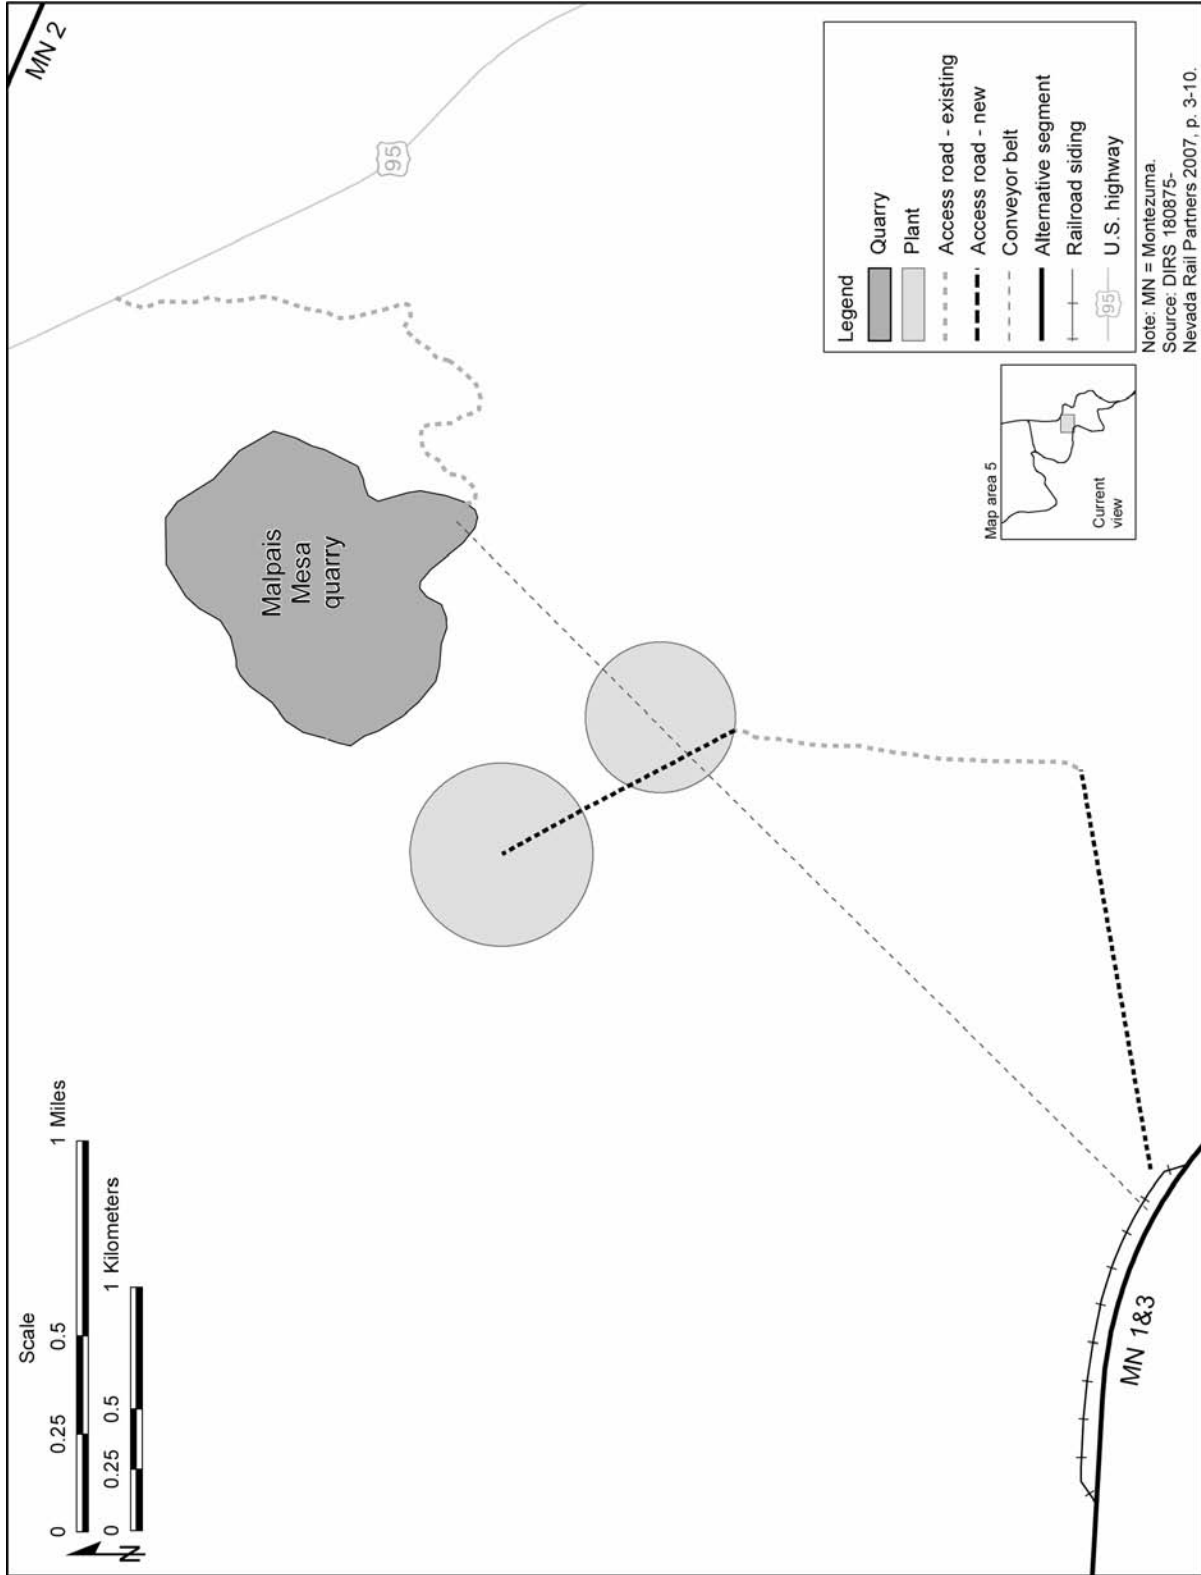 Scale
0 0.25 0.5 1 Miles
0 0.25 0.5 1 Kilometers
N
MN 2
95
Malpais
Mesa
quarry
MN 1&3
Map area 5
Current
view
Legend
Quarry
Plant
Access road - existing
Access road - new
Conveyor belt
Alternative segment
Railroad siding
95 U.S. highway
Note: MN = Montezuma.
Source: DIRS 180875-
Nevada Rail Partners 2007, p. 3-10.